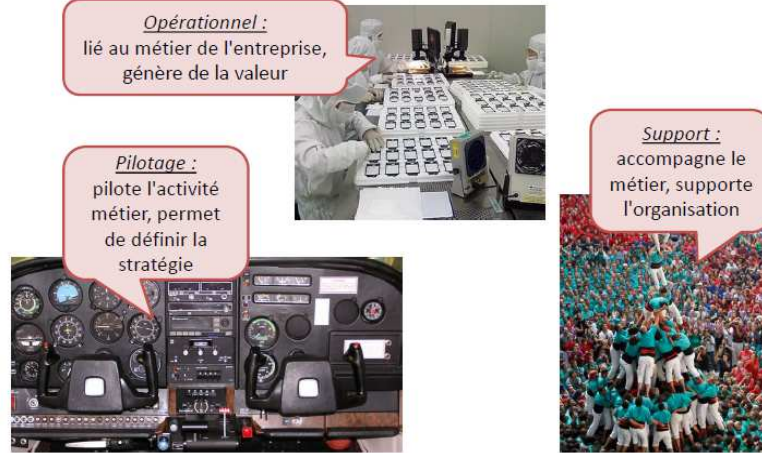 Opérationnel :
lié au métier de l'entreprise,
génère de la valeur
Pilotage :
pilote l'activité
métier, permet
de définir la
stratégie
Support :
accompagne le
métier, supporte
l'organisation